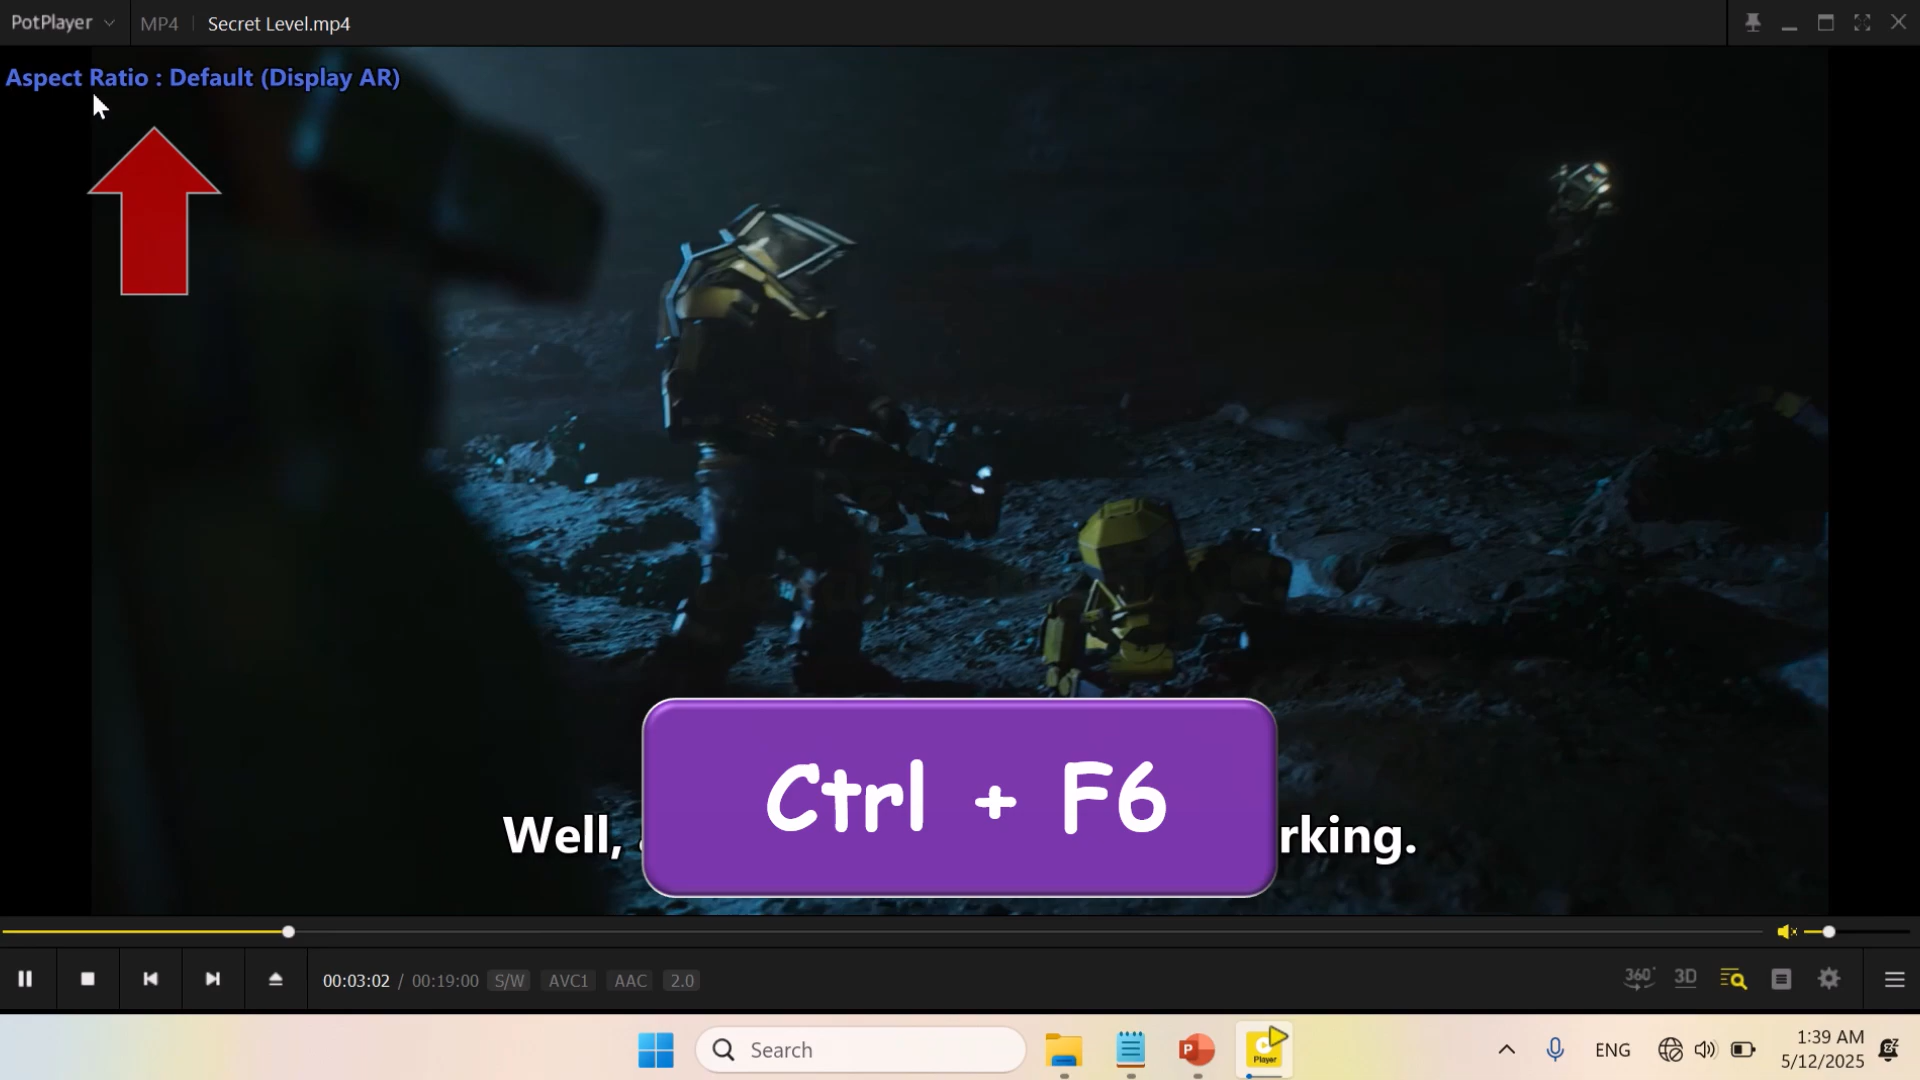 PotPlayer
MP4
Secret Level.mp4
Aspect Ratio : Default (Display AR)
Ctrl + F6
Well,
rking.
00:03:02 / 00:19:00 S/W AVC1 AAC 2.0
360°
3D
Search
P
Player
ENG
1:39 AM
5/12/2025